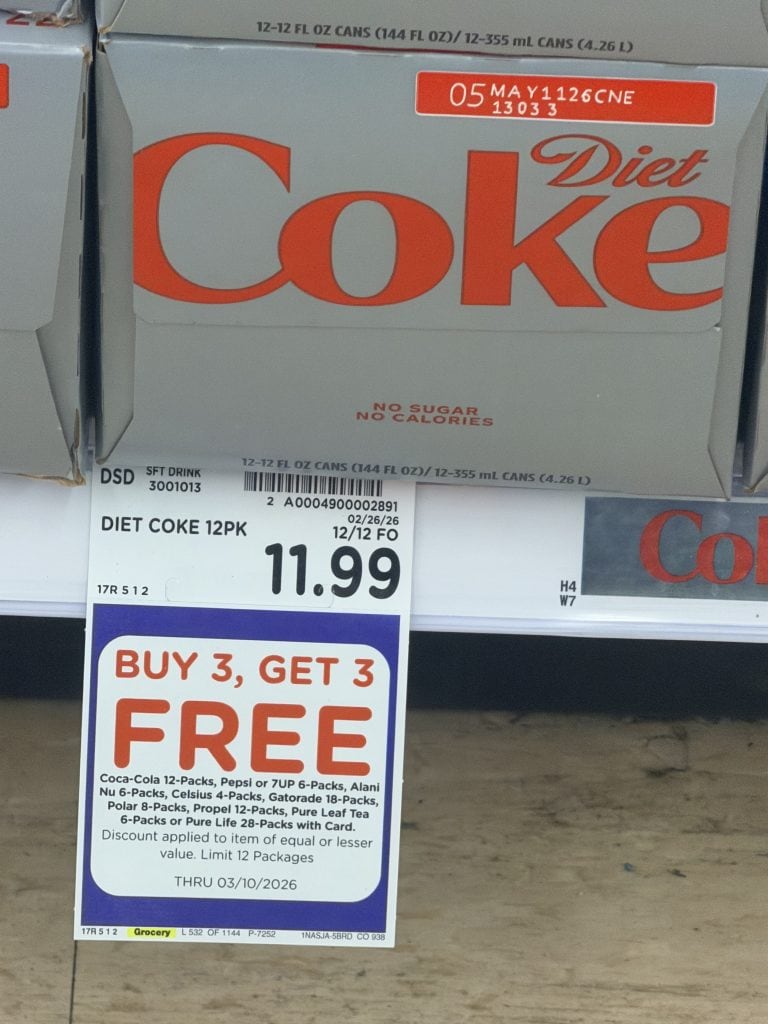 12-12 FL OZ CANS (144 FL OZ)/ 12-355 mL CANS (4.26 L)
05 MAY1126CNE
13033
Diet
Coke
NO SUGAR
NO CALORIES
12-12 FL OZ CANS (144 FL OZ)/ 12-355 mL CANS (4.26 L)
DSD SFT DRINK
3001013
2 A0004900002891
02/26/26
DIET COKE 12PK 12/12 FO
11.99
17R 5 1 2
H4
W7
BUY 3, GET 3
FREE
Coca-Cola 12-Packs, Pepsi or 7UP 6-Packs, Alani
Nu 6-Packs, Celsius 4-Packs, Gatorade 18-Packs,
Polar 8-Packs, Propel 12-Packs, Pure Leaf Tea
6-Packs or Pure Life 28-Packs with Card.
Discount applied to item of equal or lesser
value. Limit 12 Packages
THRU 03/10/2026
17R 5 1 2 Grocery L 532 OF 1144 P-7252 1NASJA-5BRD CO 938